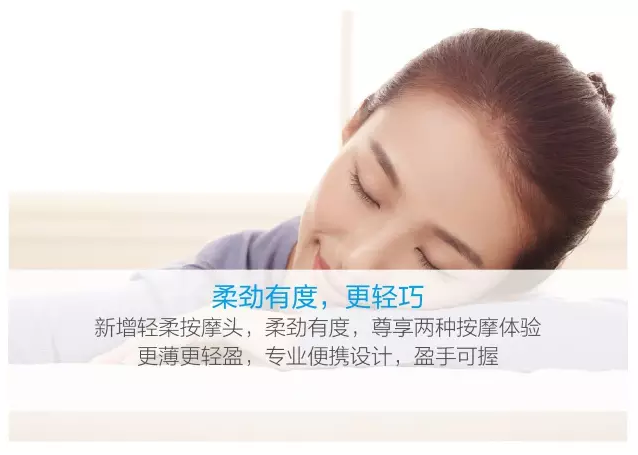 柔劲有度，更轻巧
新增轻柔按摩头，柔劲有度，尊享两种按摩体验
更薄更轻盈，专业便携设计，盈手可握